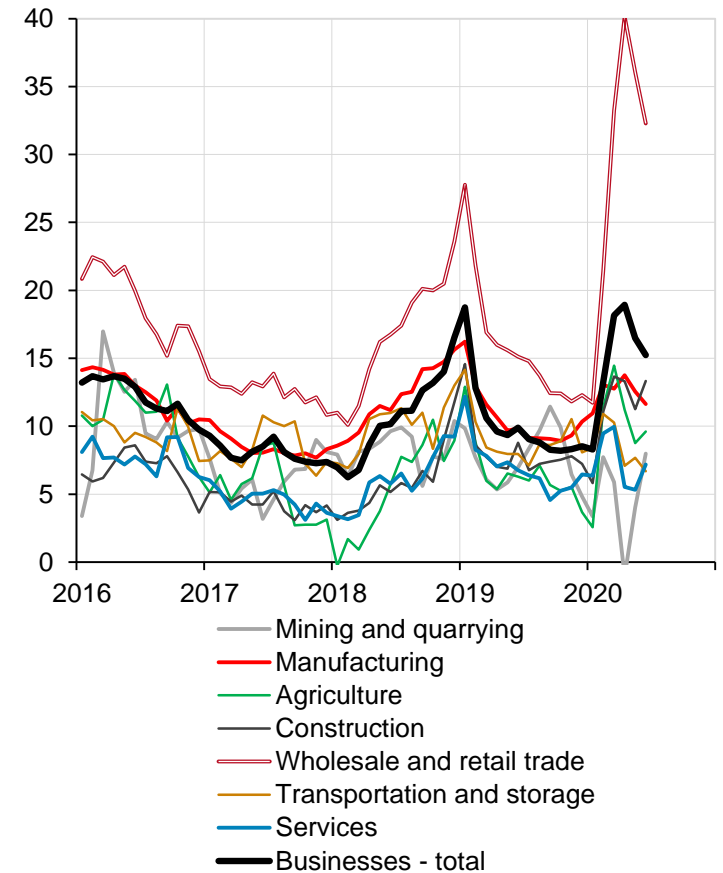 40
35
30
25
20
15
10
5
0
2016 2017 2018 2019 2020
Mining and quarrying
Manufacturing
Agriculture
Construction
Wholesale and retail trade
Transportation and storage
Services
Businesses - total